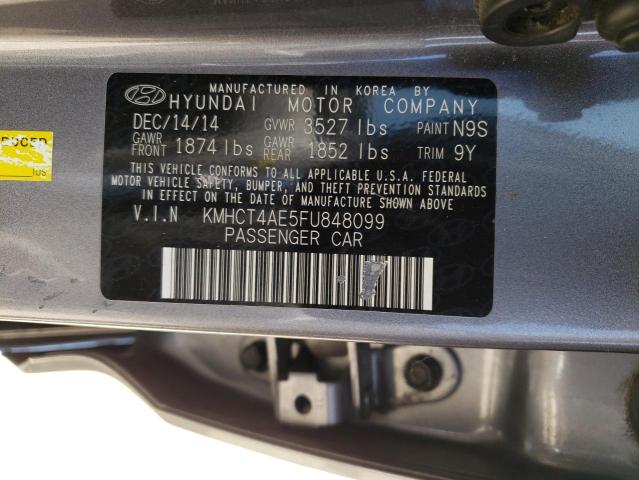 MANUFACTURED IN KOREA BY
HYUNDAI MOTOR COMPANY
DEC/14/14 GVWR 3527 lbs PAINT N9S
GAWR FRONT 1874 lbs GAWR REAR 1852 lbs TRIM 9Y
THIS VEHICLE CONFORMS TO ALL APPLICABLE U.S.A. FEDERAL
MOTOR VEHICLE SAFETY, BUMPER, AND THEFT PREVENTION STANDARDS
IN EFFECT ON THE DATE OF MANUFACTURE SHOWN ABOVE
V.I.N KMHCT4AE5FU848099
PASSENGER CAR
lbs